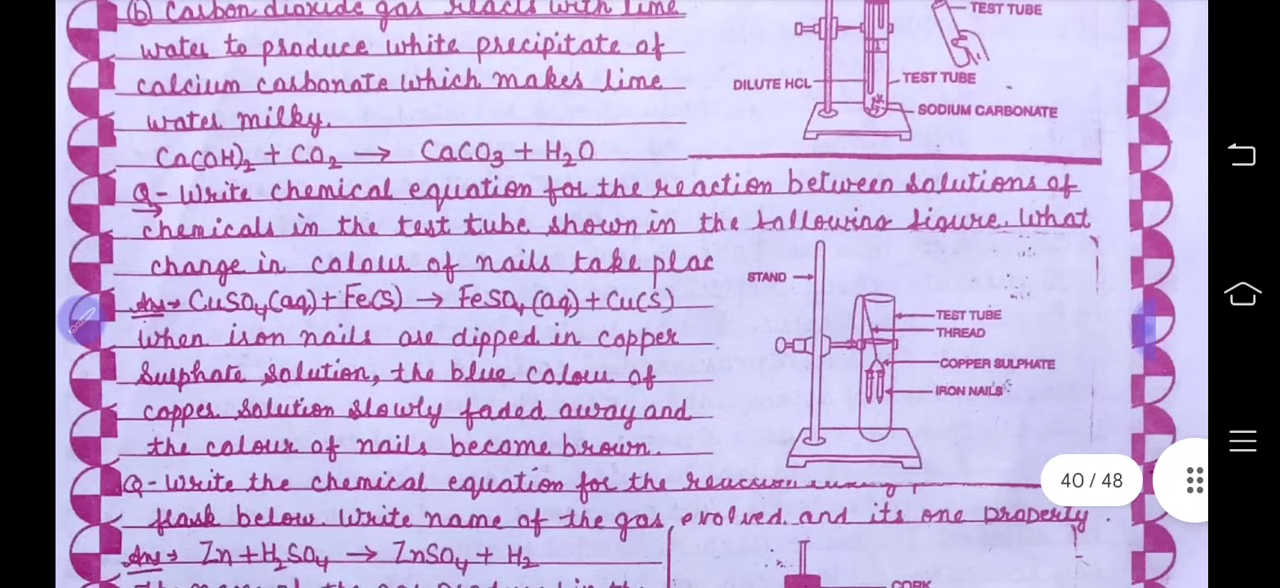 (b) Carbon dioxide gas reacts with lime
water to produce white precipitate of
calcium carbonate which makes lime
water milky.
Ca(OH)₂ + CO₂ → CaCO₃ + H₂O
TEST TUBE
DILUTE HCL
TEST TUBE
SODIUM CARBONATE
Q- Write chemical equation for the reaction between solutions of
chemicals in the test tube shown in the following figure. What
change in colour of nails take plac
Ans → CuSO₄(aq) + Fe(S) → FeSO₄(aq) + Cu(S)
When iron nails are dipped in copper
sulphate solution, the blue colour of
copper solution slowly faded away and
the colour of nails become brown.
STAND
TEST TUBE
THREAD
COPPER SULPHATE
IRON NAILS
Q- Write the chemical equation for the
flask below. Write name of the gas evolved and its one property.
Ans → Zn + H₂SO₄ → ZnSO₄ + H₂
CORK
40 / 48